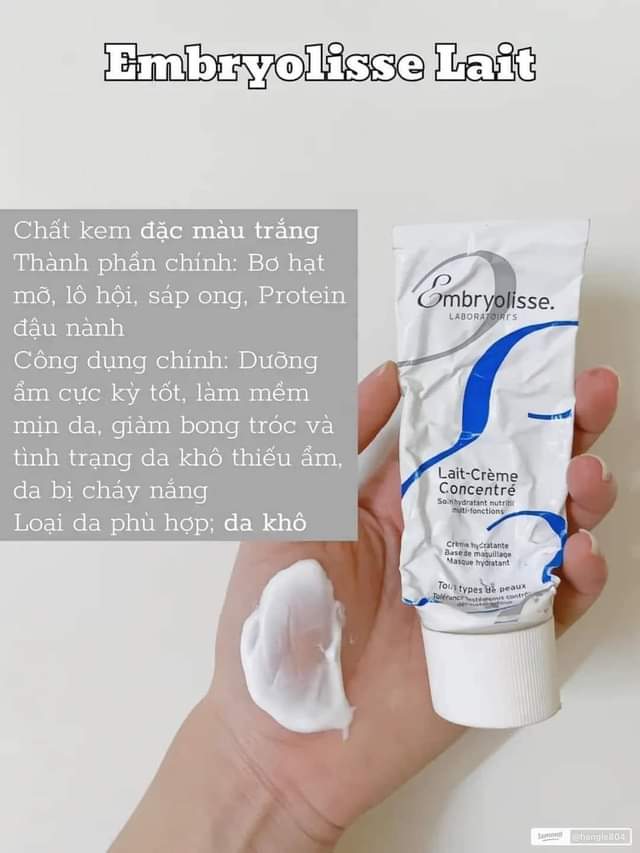 Embryolisse Lait
Chất kem đặc màu trắng
Thành phần chính: Bơ hạt
mỡ, lô hội, sáp ong, Protein
đậu nành
Công dụng chính: Dưỡng
ẩm cực kỳ tốt, làm mềm
mịn da, giảm bong tróc và
tình trạng da khô thiếu ẩm,
da bị cháy nắng
Loại da phù hợp; da khô
Embryolisse.
LABORATOIRES
Lait-Crème
Concentré
Soin hydratant nutritif
multi-fonctions
Crème hydratante
Base de maquillage
Masque hydratant
Tous types de peaux
@hangle804